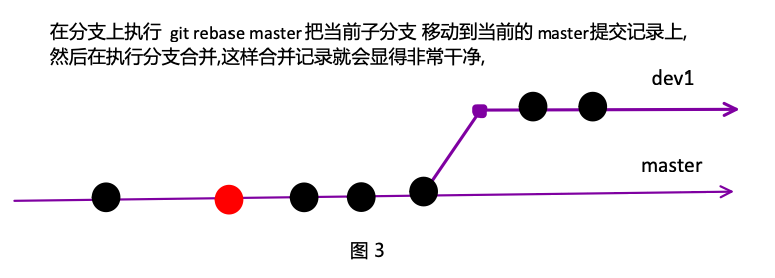 在分支上执行 git rebase master 把当前子分支 移动到当前的 master提交记录上,
然后在执行分支合并,这样合并记录就会显得非常干净,
dev1
master
图 3